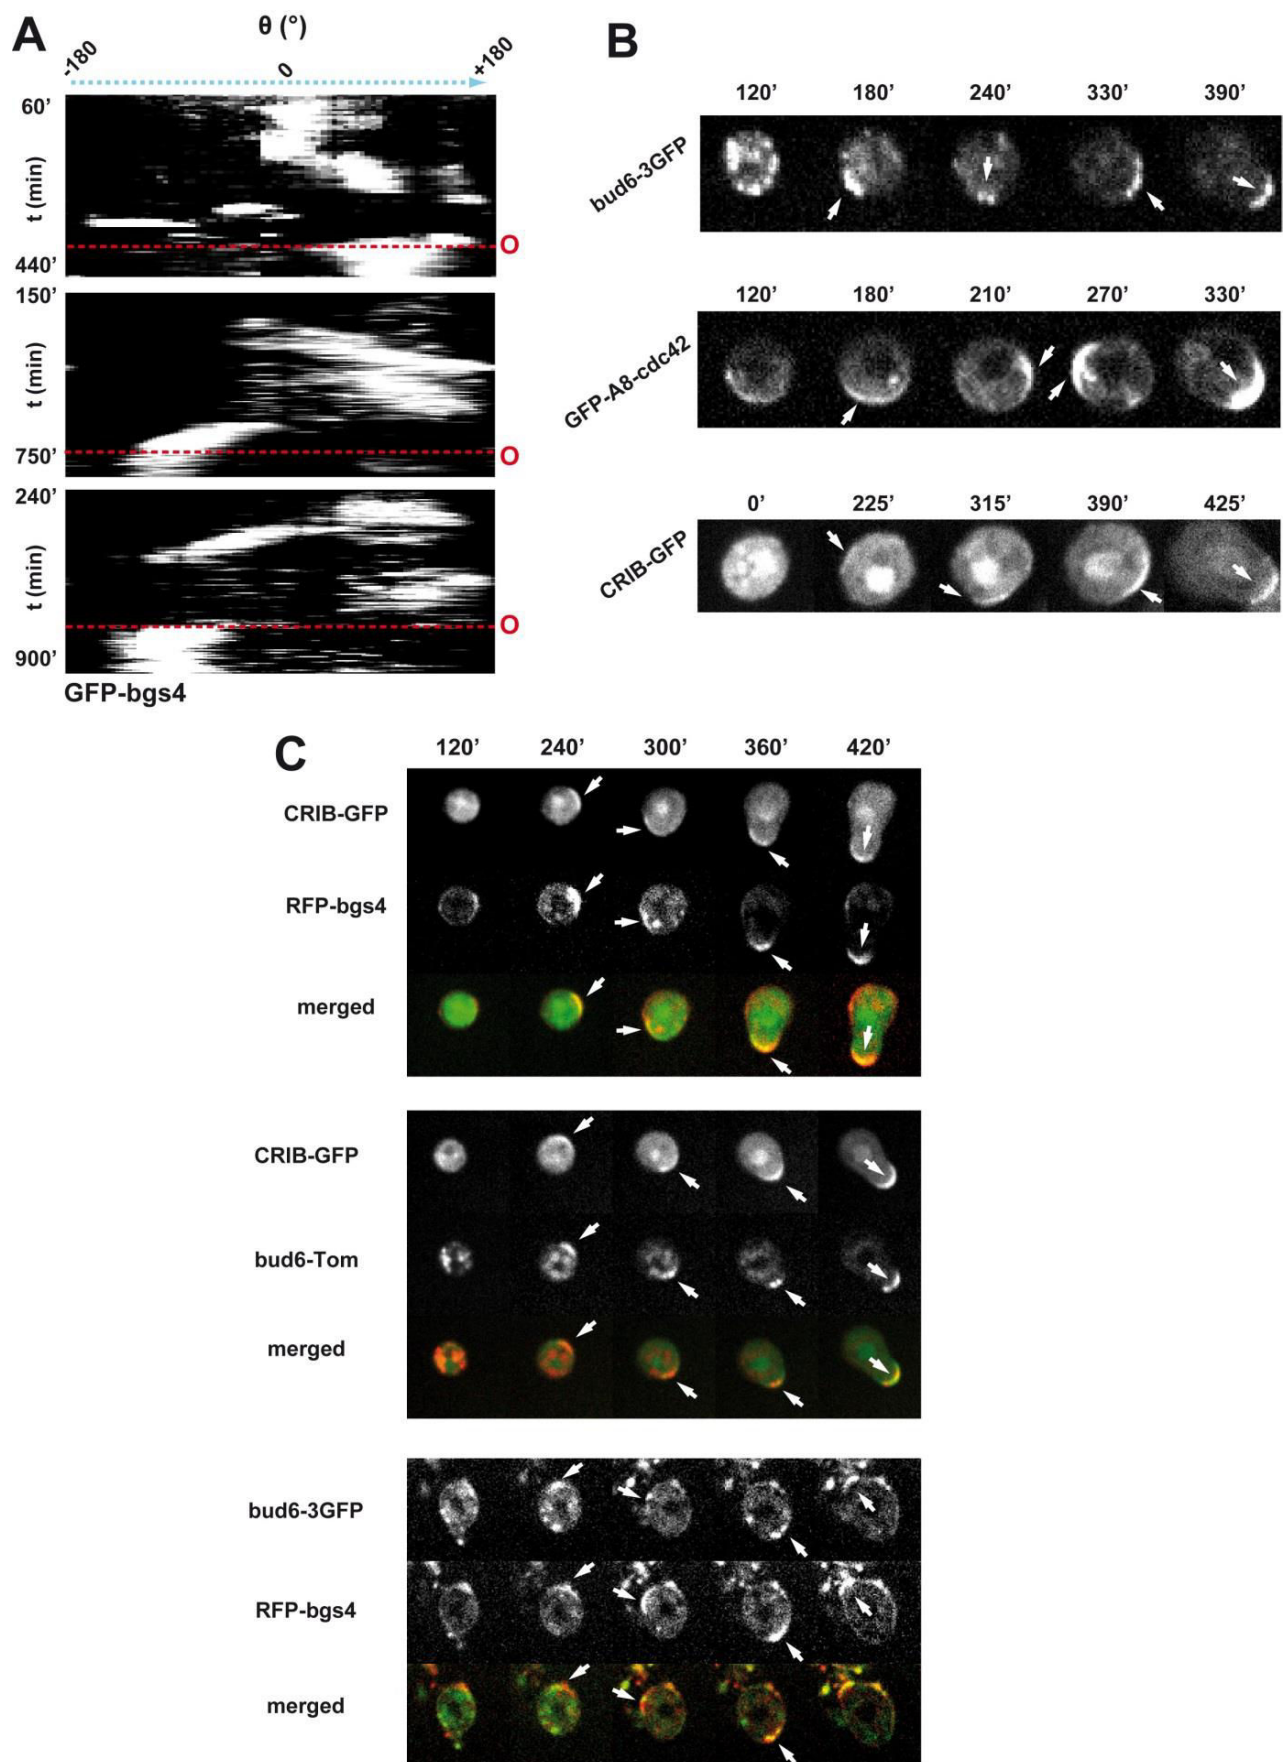 A
θ (°)
-180
0
+180
60’
t (min)
440’
O
150’
t (min)
750’
O
240’
t (min)
900’
O
GFP-bgs4
B
120’ 180’ 240’ 330’ 390’
bud6-3GFP
120’ 180’ 210’ 270’ 330’
GFP-A8-cdc42
0’ 225’ 315’ 390’ 425’
CRIB-GFP
C
120’ 240’ 300’ 360’ 420’
CRIB-GFP
RFP-bgs4
merged
CRIB-GFP
bud6-Tom
merged
bud6-3GFP
RFP-bgs4
merged